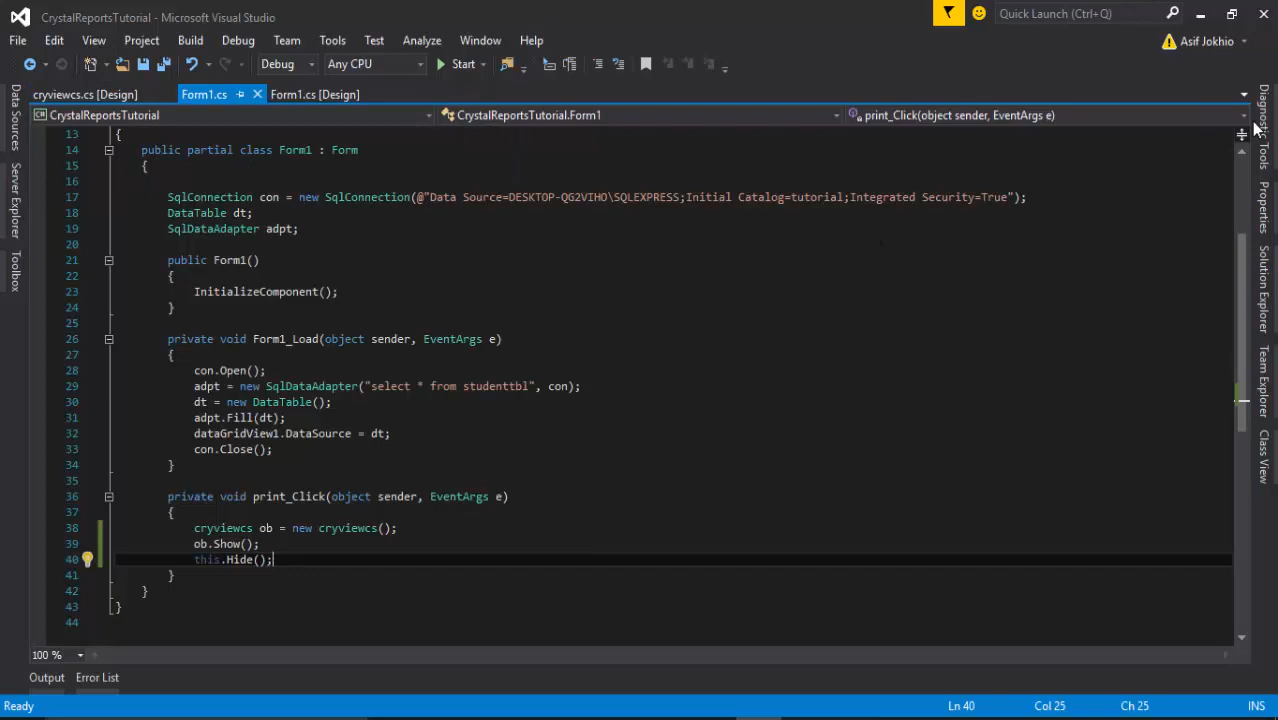 CrystalReportsTutorial - Microsoft Visual Studio
Quick Launch (Ctrl+Q)
File Edit View Project Build Debug Team Tools Test Analyze Window Help
Asif Jokhio
Debug Any CPU Start
cryviewcs.cs [Design] Form1.cs Form1.cs [Design]
CrystalReportsTutorial CrystalReportsTutorial.Form1 print_Click(object sender, EventArgs e)
Data Sources
Server Explorer
Toolbox
13 {
14 public partial class Form1 : Form
15 {
16
17 SqlConnection con = new SqlConnection(@"Data Source=DESKTOP-QG2VIHO\SQLEXPRESS;Initial Catalog=tutorial;Integrated Security=True");
18 DataTable dt;
19 SqlDataAdapter adpt;
20
21 public Form1()
22 {
23 InitializeComponent();
24 }
25
26 private void Form1_Load(object sender, EventArgs e)
27 {
28 con.Open();
29 adpt = new SqlDataAdapter("select * from studenttbl", con);
30 dt = new DataTable();
31 adpt.Fill(dt);
32 dataGridView1.DataSource = dt;
33 con.Close();
34 }
35
36 private void print_Click(object sender, EventArgs e)
37 {
38 cryviewcs ob = new cryviewcs();
39 ob.Show();
40 this.Hide();
41 }
42 }
43 }
44
Diagnostic Tools
Properties
Solution Explorer
Team Explorer
Class View
100 %
Output Error List
Ready Ln 40 Col 25 Ch 25 INS